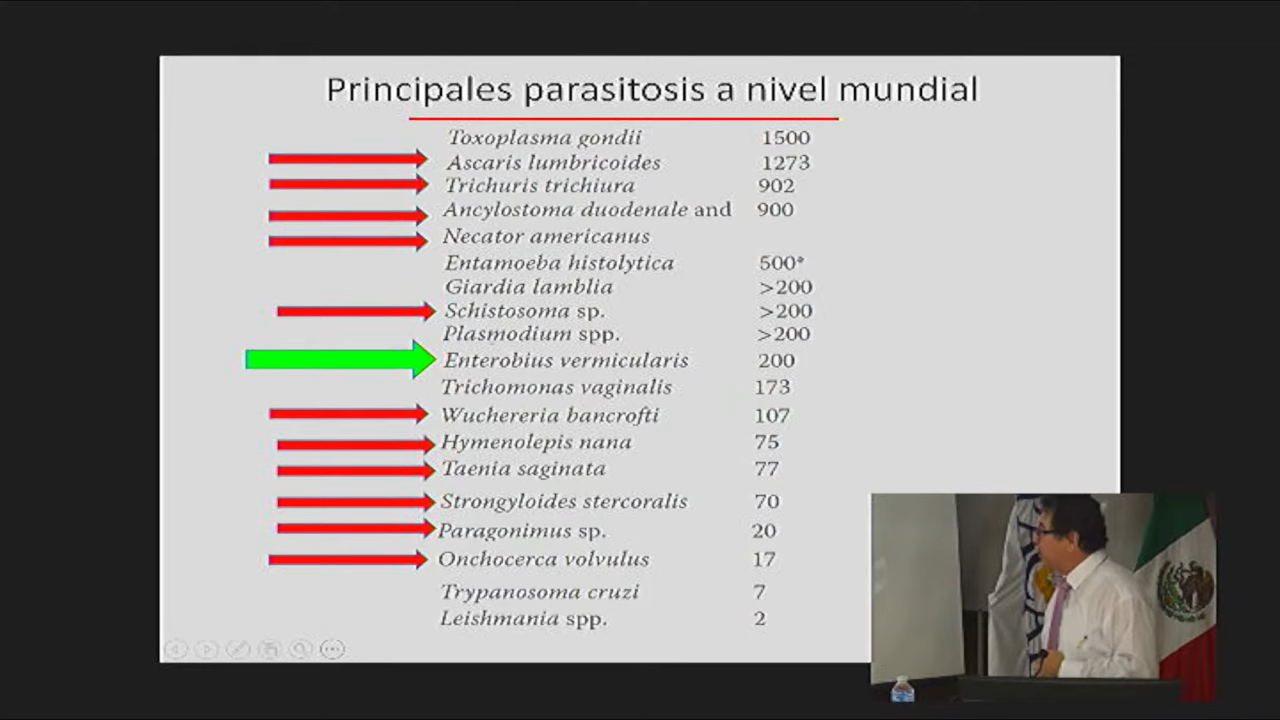 Principales parasitosis a nivel mundial
Toxoplasma gondii 1500
Ascaris lumbricoides 1273
Trichuris trichiura 902
Ancylostoma duodenale and 900
Necator americanus
Entamoeba histolytica 500*
Giardia lamblia >200
Schistosoma sp. >200
Plasmodium spp. >200
Enterobius vermicularis 200
Trichomonas vaginalis 173
Wuchereria bancrofti 107
Hymenolepis nana 75
Taenia saginata 77
Strongyloides stercoralis 70
Paragonimus sp. 20
Onchocerca volvulus 17
Trypanosoma cruzi 7
Leishmania spp. 2